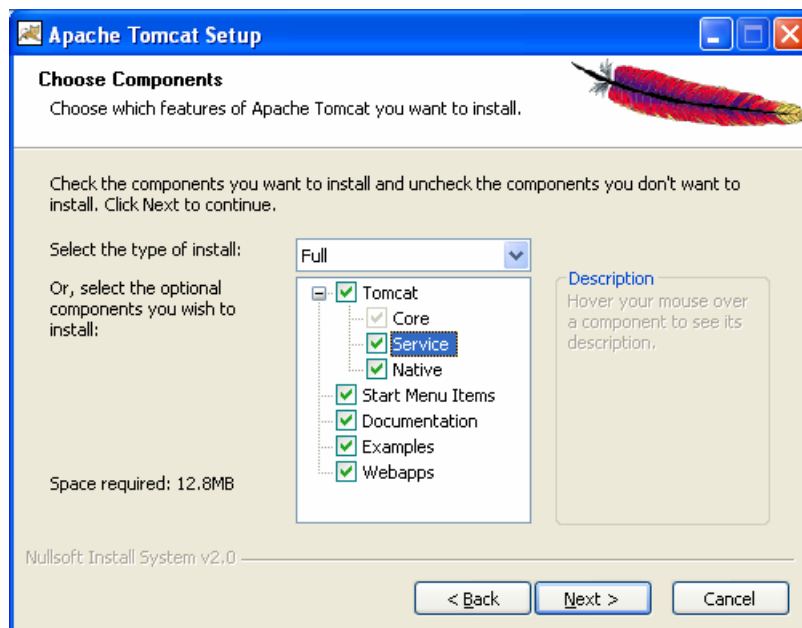 Apache Tomcat Setup
Choose Components
Choose which features of Apache Tomcat you want to install.
Check the components you want to install and uncheck the components you don't want to
install. Click Next to continue.
Select the type of install:
Full
Or, select the optional
components you wish to
install:
Tomcat
Core
Service
Native
Start Menu Items
Documentation
Examples
Webapps
Description
Hover your mouse over
a component to see its
description.
Space required: 12.8MB
Nullsoft Install System v2.0
< Back
Next >
Cancel